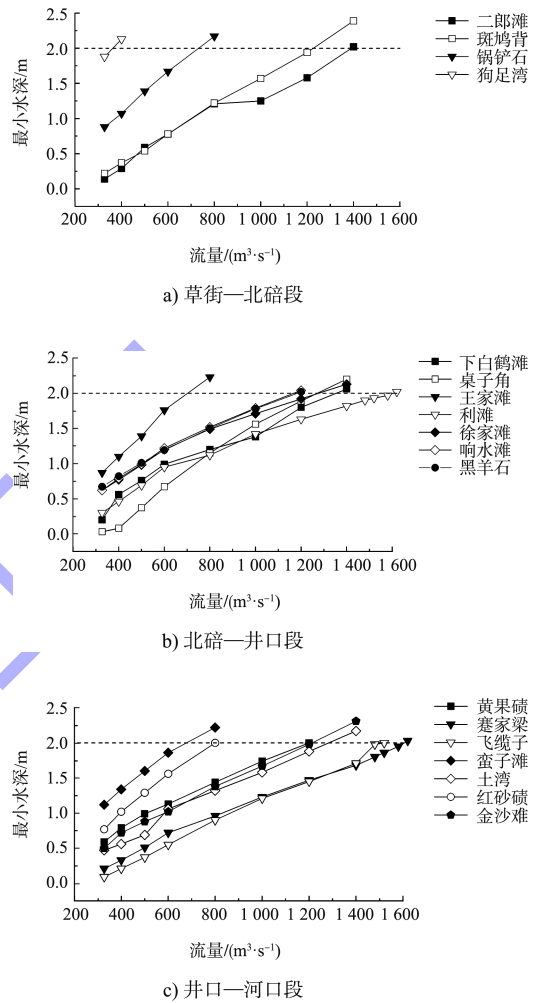 2.5
2.0
1.5
1.0
0.5
0.0
最小水深/m
200 400 600 800 1 000 1 200 1 400 1 600
流量/(m³·s⁻¹)
二郎滩
斑鸠背
锅铲石
狗足湾
a) 草街—北碚段
2.5
2.0
1.5
1.0
0.5
0.0
最小水深/m
200 400 600 800 1 000 1 200 1 400 1 600
流量/(m³·s⁻¹)
下白鹤滩
桌子角
王家滩
利滩
徐家滩
响水滩
黑羊石
b) 北碚—井口段
2.5
2.0
1.5
1.0
0.5
0.0
最小水深/m
200 400 600 800 1 000 1 200 1 400 1 600
流量/(m³·s⁻¹)
黄果碛
蹇家梁
飞缆子
蛮子滩
土湾
红砂碛
金沙难
c) 井口—河口段